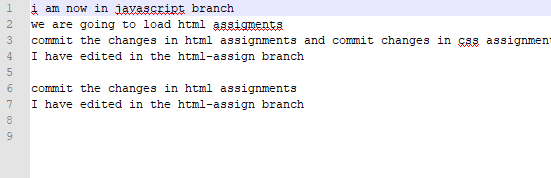 1 i am now in javascript branch
2 we are going to load html assigments
3 commit the changes in html assignments and commit changes in css assignment
4 I have edited in the html-assign branch
5
6 commit the changes in html assignments
7 I have edited in the html-assign branch
8
9